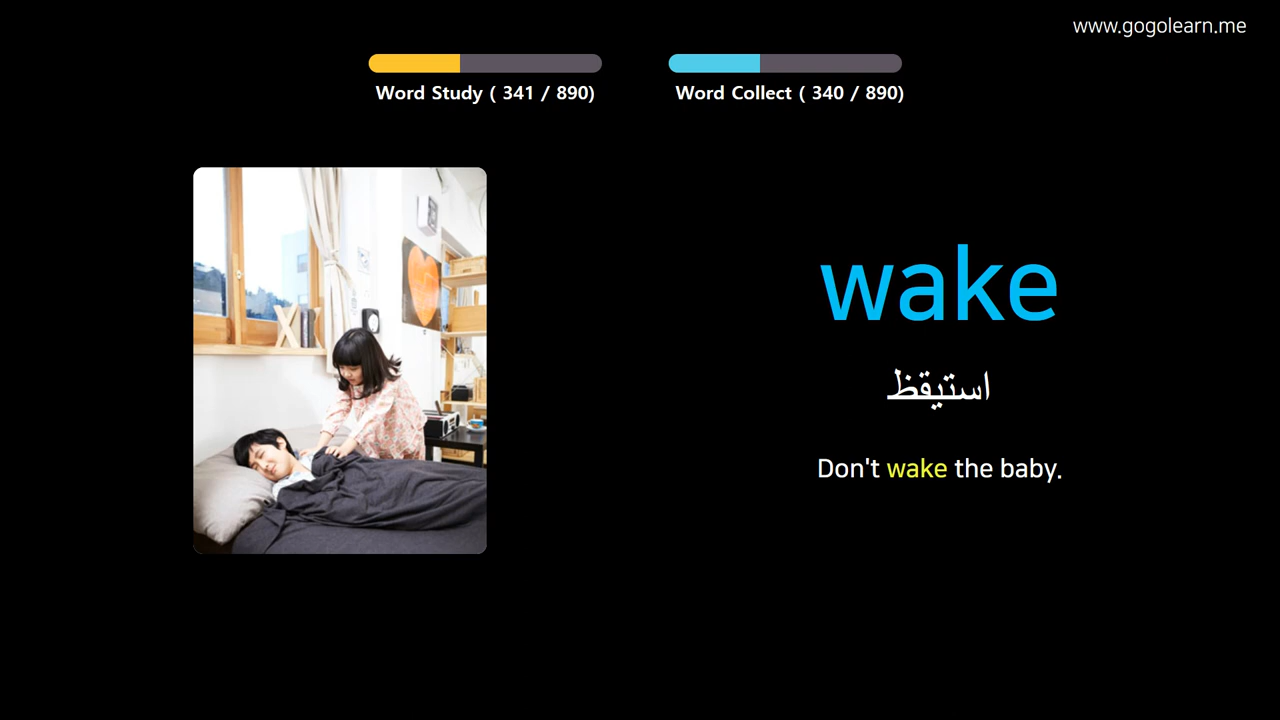 www.gogolearn.me
Word Study ( 341 / 890)
Word Collect ( 340 / 890)
wake
استيقظ
Don't wake the baby.